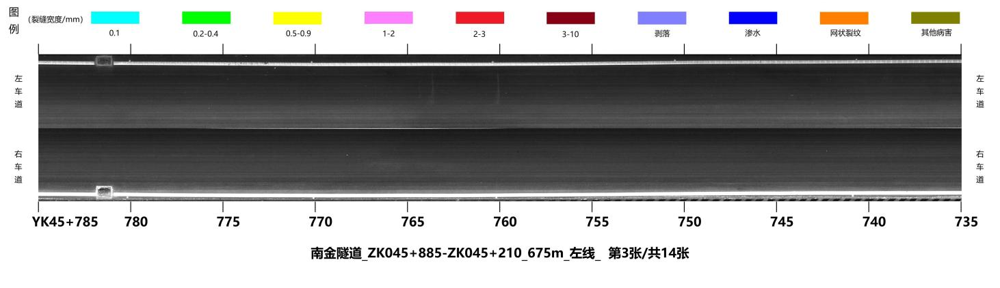 图例
(裂缝宽度/mm)
0.1 0.2-0.4 0.5-0.9 1-2 2-3 3-10 剥落 渗水 网状裂纹 其他病害
左车道 左车道
右车道 右车道
YK45+785 780 775 770 765 760 755 750 745 740 735
南金隧道_ZK045+885-ZK045+210_675m_左线_ 第3张/共14张